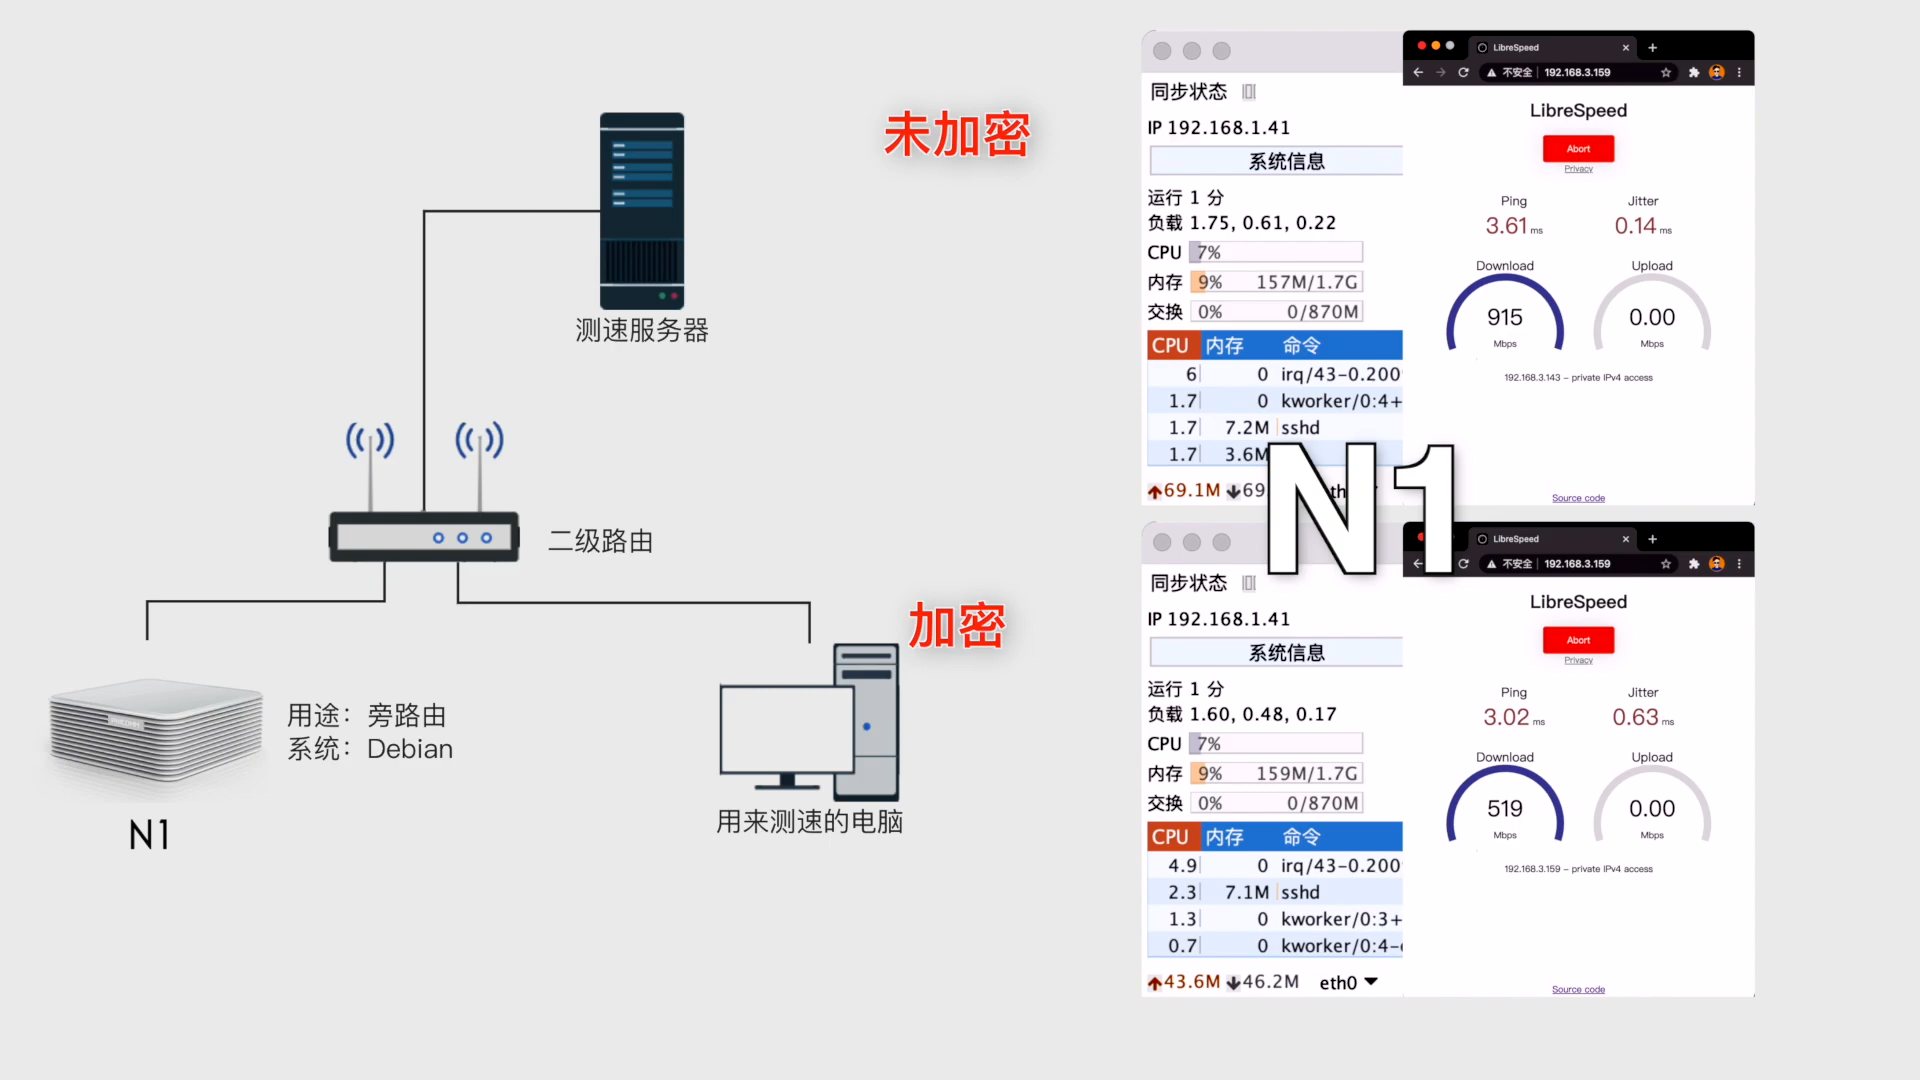 未加密
测速服务器
二级路由
用途：旁路由
系统：Debian
PHICOMM
N1
加密
用来测速的电脑
同步状态
IP 192.168.1.41
系统信息
运行 1 分
负载 1.75, 0.61, 0.22
CPU 7%
内存 9% 157M/1.7G
交换 0% 0/870M
CPU 内存 命令
6 0 irq/43-0.200
1.7 0 kworker/0:4+
1.7 7.2M sshd
1.7 3.6M
69.1M 69
LibreSpeed
不安全 192.168.3.159
LibreSpeed
Abort
Privacy
Ping Jitter
3.61 ms 0.14 ms
Download Upload
915 0.00
Mbps Mbps
192.168.3.143 – private IPv4 access
Source code
N1
同步状态
IP 192.168.1.41
系统信息
运行 1 分
负载 1.60, 0.48, 0.17
CPU 7%
内存 9% 159M/1.7G
交换 0% 0/870M
CPU 内存 命令
4.9 0 irq/43-0.200
2.3 7.1M sshd
1.3 0 kworker/0:3+
0.7 0 kworker/0:4-
43.6M 46.2M eth0
LibreSpeed
不安全 192.168.3.159
LibreSpeed
Abort
Privacy
Ping Jitter
3.02 ms 0.63 ms
Download Upload
519 0.00
Mbps Mbps
192.168.3.159 – private IPv4 access
Source code